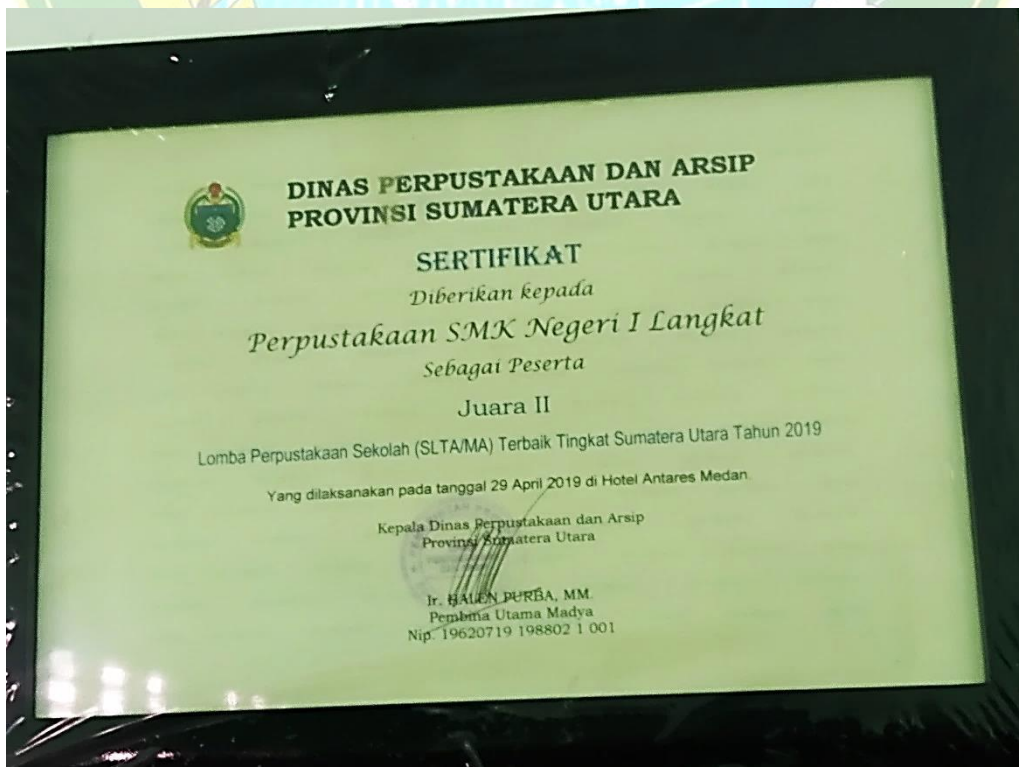 DINAS PERPUSTAKAAN DAN ARSIP
PROVINSI SUMATERA UTARA
SERTIFIKAT
Diberikan kepada
Perpustakaan SMK Negeri I Langkat
Sebagai Peserta
Juara II
Lomba Perpustakaan Sekolah (SLTA/MA) Terbaik Tingkat Sumatera Utara Tahun 2019
Yang dilaksanakan pada tanggal 29 April 2019 di Hotel Antares Medan
Kepala Dinas Perpustakaan dan Arsip
Provinsi Sumatera Utara
Ir. HALEN PURBA, MM.
Pembina Utama Madya
Nip. 19620719 198802 1 001